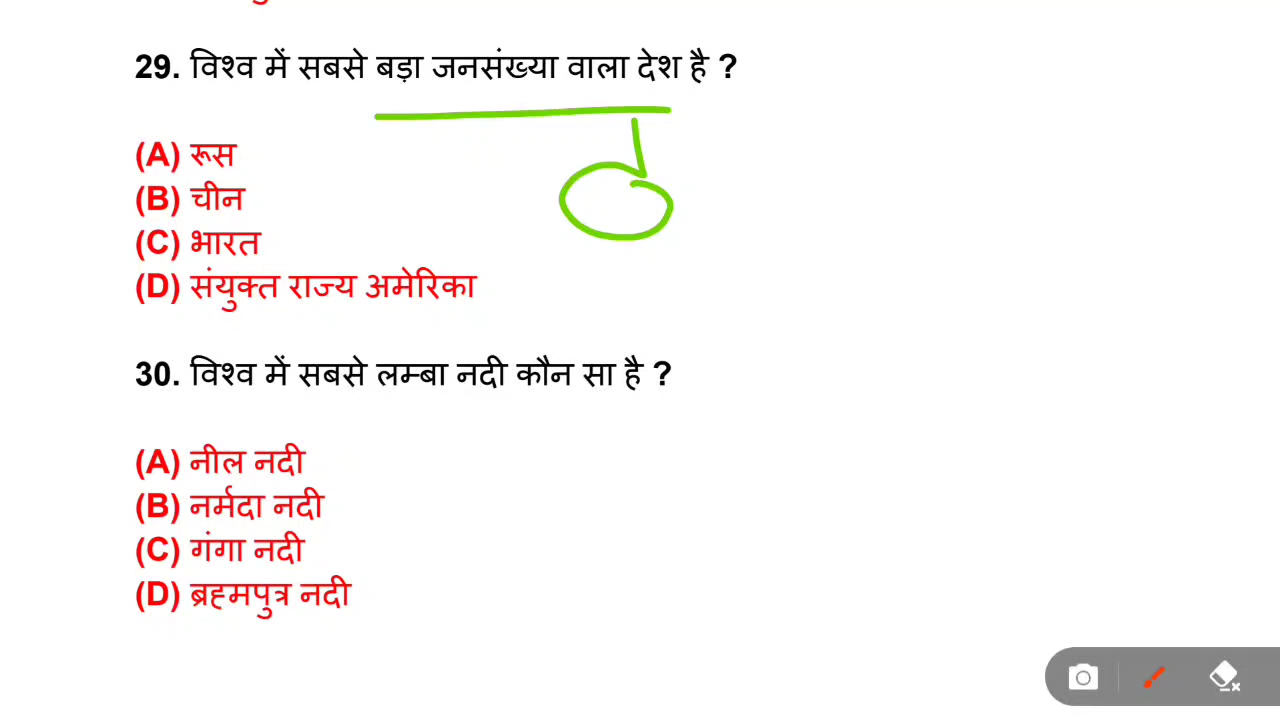 29. विश्व में सबसे बड़ा जनसंख्या वाला देश है ?
(A) रूस
(B) चीन
(C) भारत
(D) संयुक्त राज्य अमेरिका
30. विश्व में सबसे लम्बा नदी कौन सा है ?
(A) नील नदी
(B) नर्मदा नदी
(C) गंगा नदी
(D) ब्रह्मपुत्र नदी